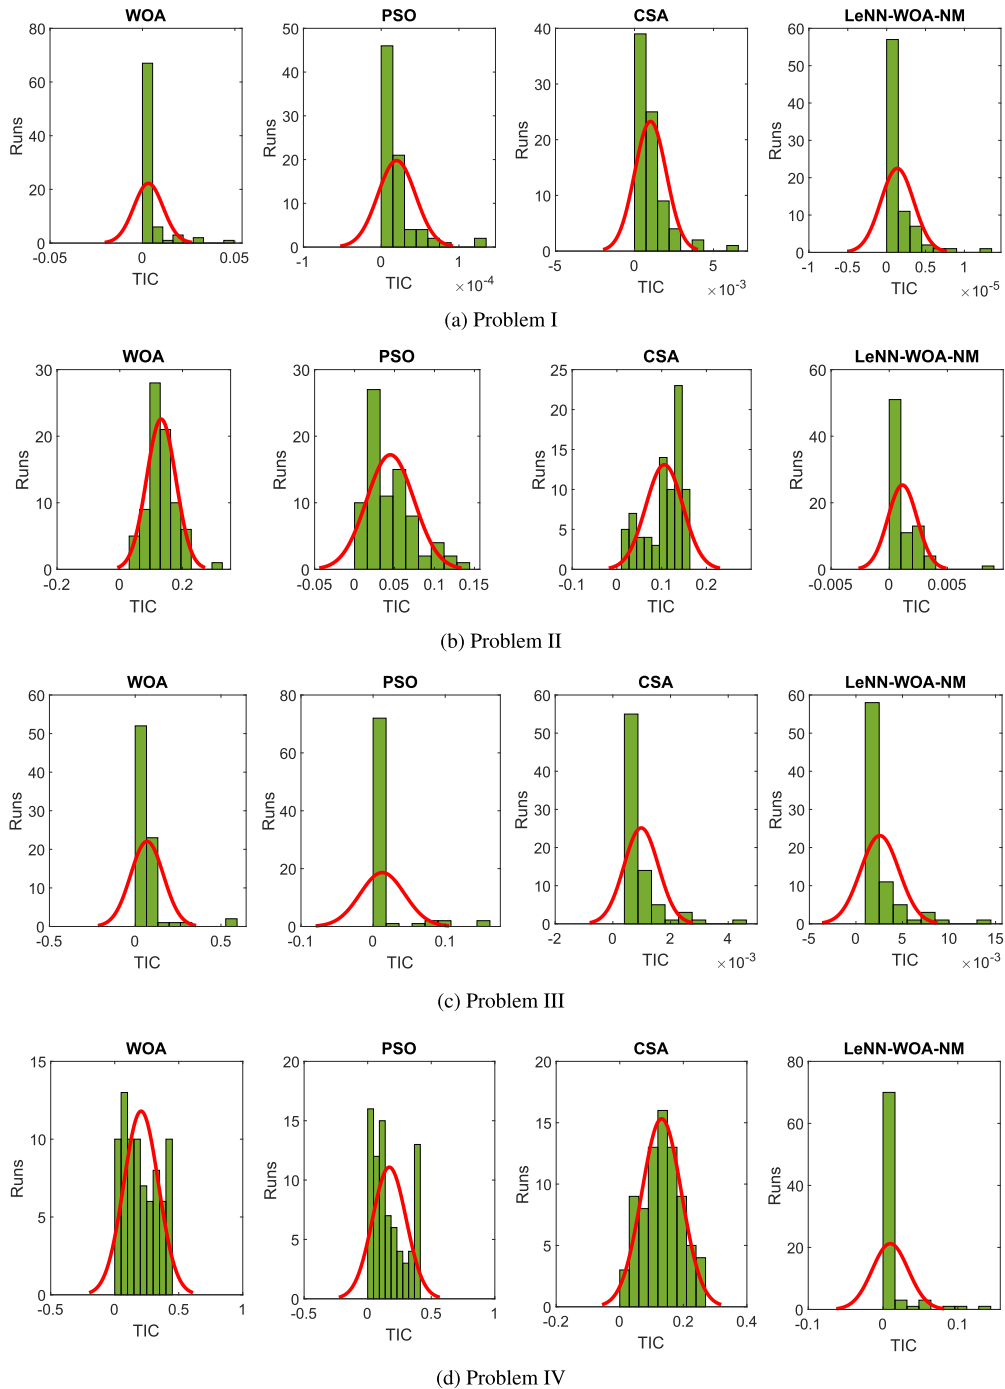 WOA PSO CSA LeNN-WOA-NM
80 50 40 60
60 40 35 50
40 30 30 40
20 20 25 30
0 10 20 20
0 15 10
10 0
5
0
Runs Runs Runs Runs
-0.05 0 0.05 -1 0 1 -5 0 5 -1 -0.5 0 0.5 1
TIC TIC ×10⁻⁴ TIC ×10⁻³ TIC ×10⁻⁵
(a) Problem I
WOA PSO CSA LeNN-WOA-NM
30 30 25 60
20 20 20 40
10 10 15 20
0 0 10 0
5
0
Runs Runs Runs Runs
-0.2 0 0.2 -0.05 0 0.05 0.1 0.15 -0.1 0 0.1 0.2 -0.005 0 0.005
TIC TIC TIC TIC
(b) Problem II
WOA PSO CSA LeNN-WOA-NM
60 80 60 60
50 60 50 50
40 40 40 40
30 20 30 30
20 0 20 20
10 10 10
0 0 0
Runs Runs Runs Runs
-0.5 0 0.5 -0.1 0 0.1 -2 0 2 4 -5 0 5 10 15
TIC TIC TIC ×10⁻³ TIC ×10⁻³
(c) Problem III
WOA PSO CSA LeNN-WOA-NM
15 20 20 80
10 15 15 60
5 10 10 40
0 5 5 20
0 0 0
Runs Runs Runs Runs
-0.5 0 0.5 1 -0.5 0 0.5 1 -0.2 0 0.2 0.4 -0.1 0 0.1
TIC TIC TIC TIC
(d) Problem IV